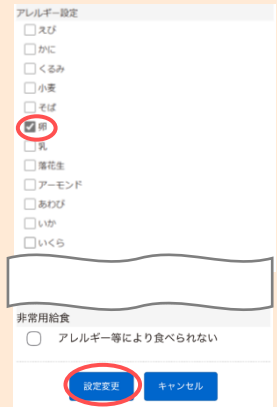 アレルギー設定
えび
かに
くるみ
小麦
そば
卵
乳
落花生
アーモンド
あわび
いか
いくら
非常用給食
アレルギー等により食べられない
設定変更 キャンセル